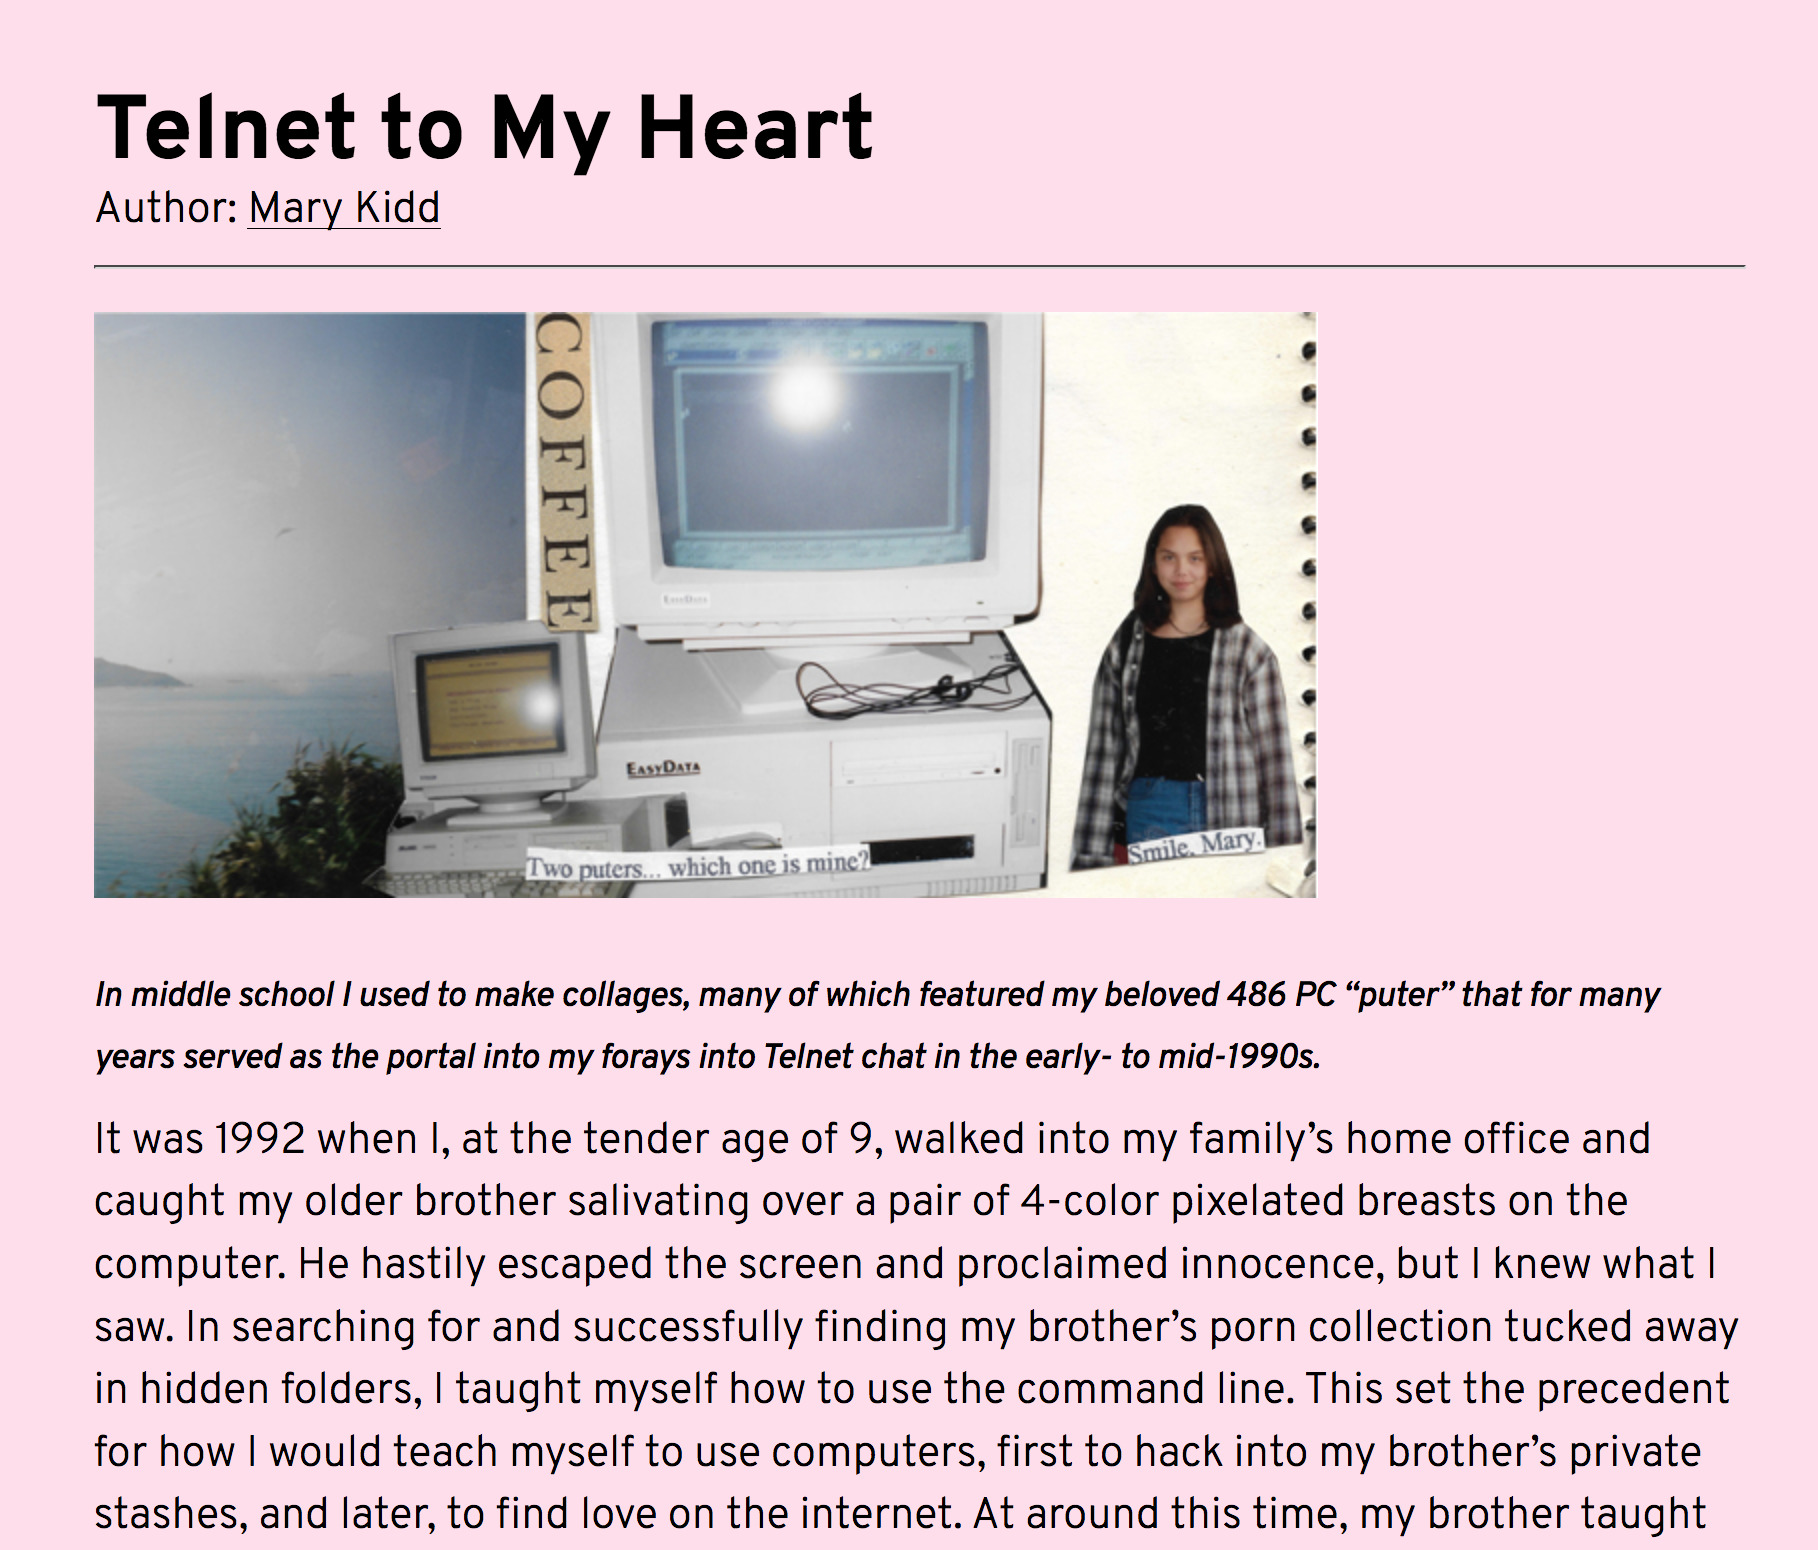 Telnet to My Heart
Author: Mary Kidd
COFFEE
EasyData
EasyData
Two puters... which one is mine?
Smile, Mary.
In middle school I used to make collages, many of which featured my beloved 486 PC “puter” that for many
years served as the portal into my forays into Telnet chat in the early- to mid-1990s.
It was 1992 when I, at the tender age of 9, walked into my family’s home office and
caught my older brother salivating over a pair of 4-color pixelated breasts on the
computer. He hastily escaped the screen and proclaimed innocence, but I knew what I
saw. In searching for and successfully finding my brother’s porn collection tucked away
in hidden folders, I taught myself how to use the command line. This set the precedent
for how I would teach myself to use computers, first to hack into my brother’s private
stashes, and later, to find love on the internet. At around this time, my brother taught